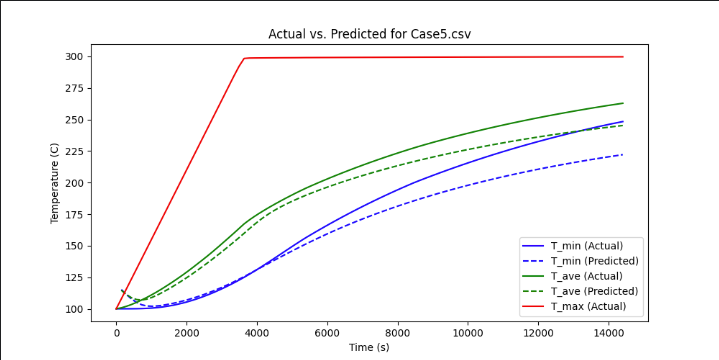 Actual vs. Predicted for Case5.csv
Temperature (C)
300
275
250
225
200
175
150
125
100
T_min (Actual)
T_min (Predicted)
T_ave (Actual)
T_ave (Predicted)
T_max (Actual)
0 2000 4000 6000 8000 10000 12000 14000
Time (s)